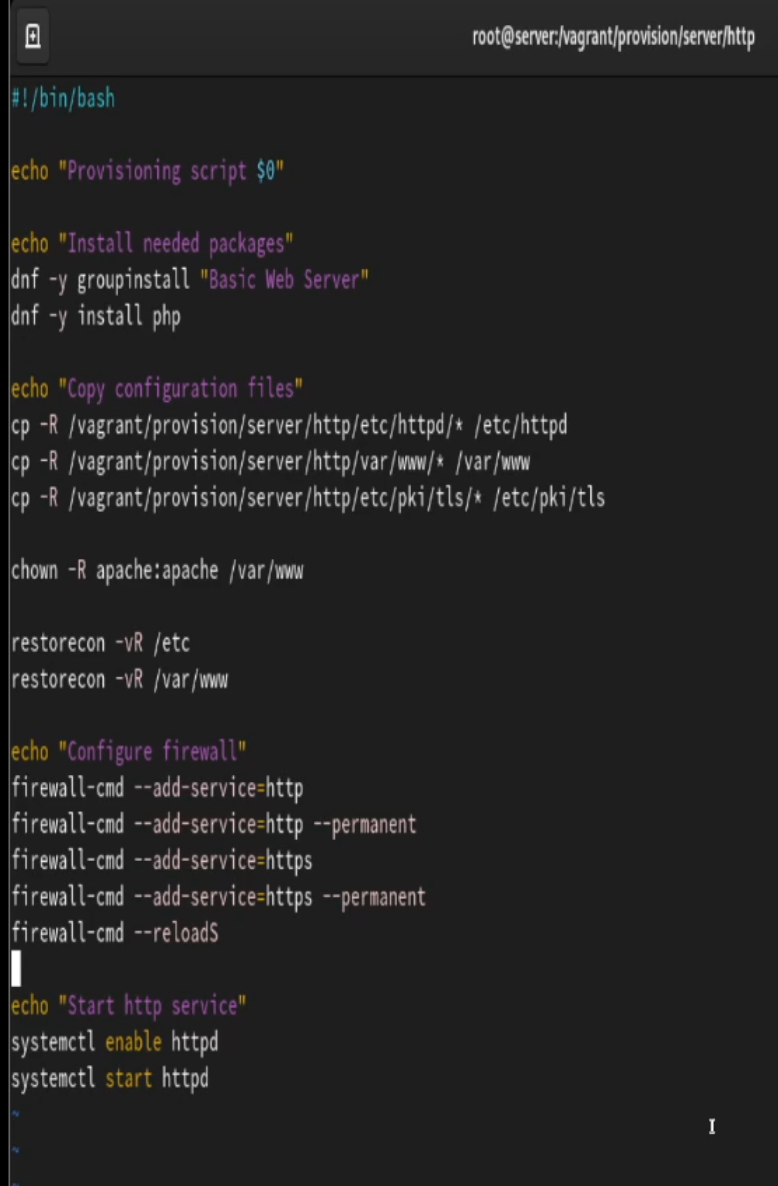 root@server:/vagrant/provision/server/http
#!/bin/bash
echo "Provisioning script $0"
echo "Install needed packages"
dnf -y groupinstall "Basic Web Server"
dnf -y install php
echo "Copy configuration files"
cp -R /vagrant/provision/server/http/etc/httpd/* /etc/httpd
cp -R /vagrant/provision/server/http/var/www/* /var/www
cp -R /vagrant/provision/server/http/etc/pki/tls/* /etc/pki/tls
chown -R apache:apache /var/www
restorecon -vR /etc
restorecon -vR /var/www
echo "Configure firewall"
firewall-cmd --add-service=http
firewall-cmd --add-service=http --permanent
firewall-cmd --add-service=https
firewall-cmd --add-service=https --permanent
firewall-cmd --reloadS
echo "Start http service"
systemctl enable httpd
systemctl start httpd
~
~
~